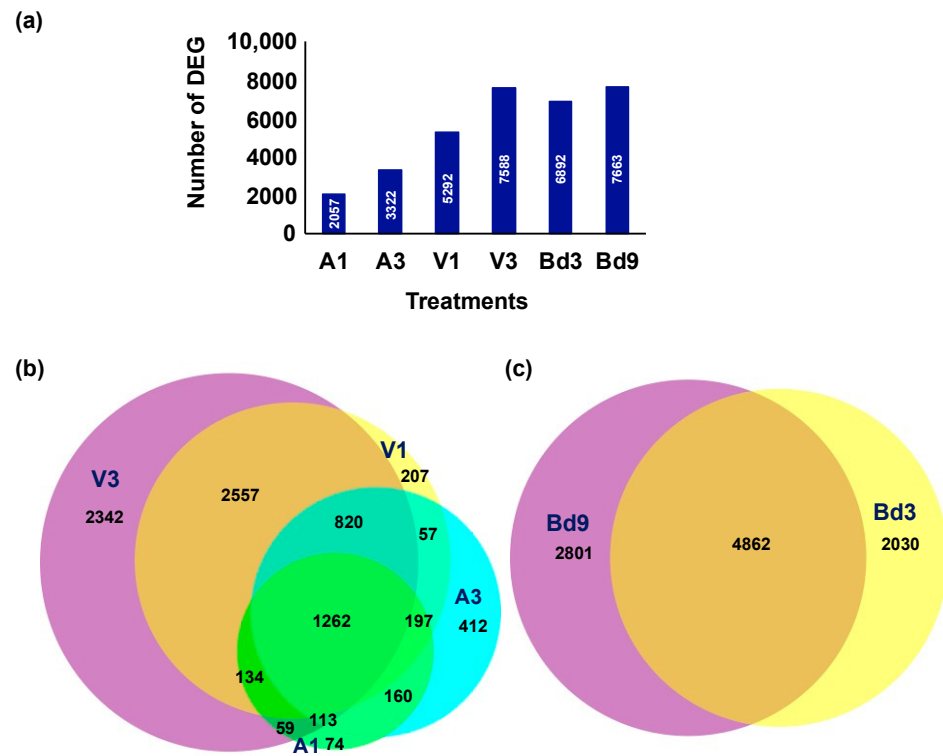 (a)
Number of DEG
10,000
8000
6000
4000
2000
0
2057
3322
5292
7588
6892
7663
A1 A3 V1 V3 Bd3 Bd9
Treatments
(b)
V3
2342
2557
V1
207
820
57
A3
412
1262
197
134
160
113
59
A1
74
(c)
Bd9
2801
4862
Bd3
2030